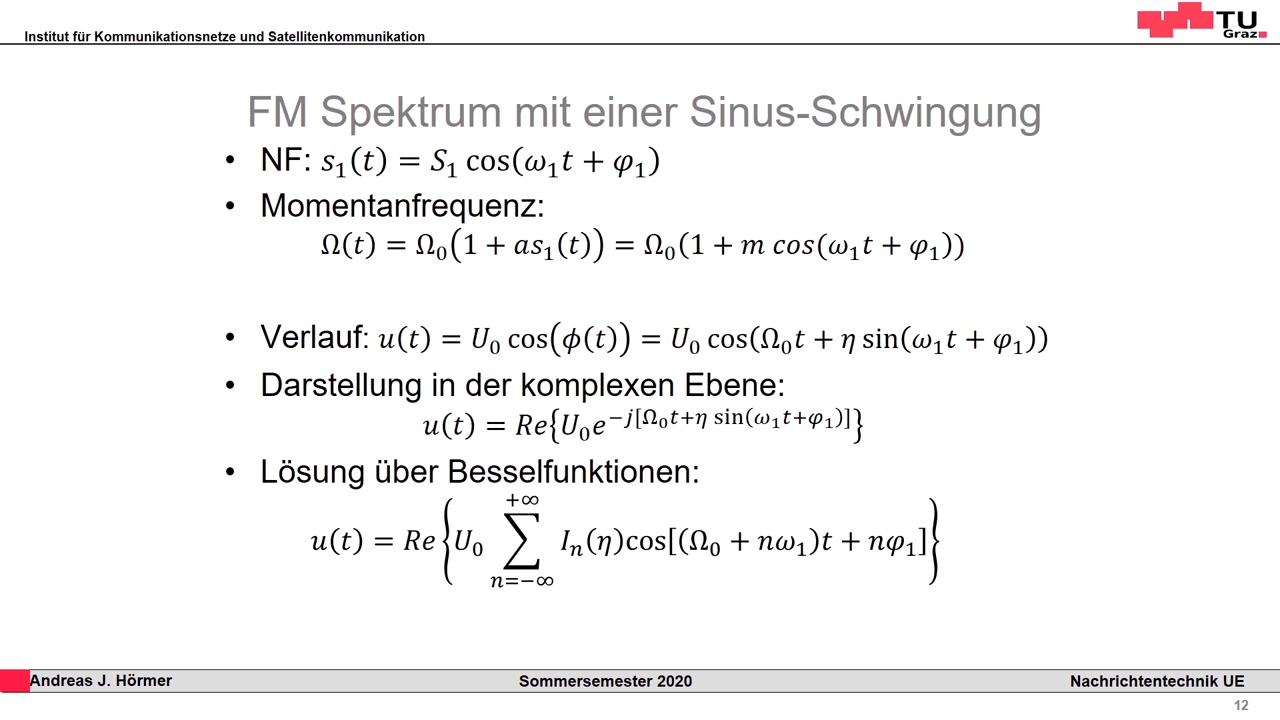 Institut für Kommunikationsnetze und Satellitenkommunikation
TU
Graz
FM Spektrum mit einer Sinus-Schwingung
• NF: s₁(t) = S₁ cos(ω₁t + φ₁)
• Momentanfrequenz:
Ω(t) = Ω₀(1 + as₁(t)) = Ω₀(1 + m cos(ω₁t + φ₁))
• Verlauf: u(t) = U₀ cos(ϕ(t)) = U₀ cos(Ω₀t + η sin(ω₁t + φ₁))
• Darstellung in der komplexen Ebene:
u(t) = Re{U₀e^{−j[Ω₀t+η sin(ω₁t+φ₁)]}}
• Lösung über Besselfunktionen:
u(t) = Re{U₀ ∑_{n=−∞}^{+∞} Iₙ(η)cos[(Ω₀ + nω₁)t + nφ₁]}
Andreas J. Hörmer
Sommersemester 2020
Nachrichtentechnik UE
12